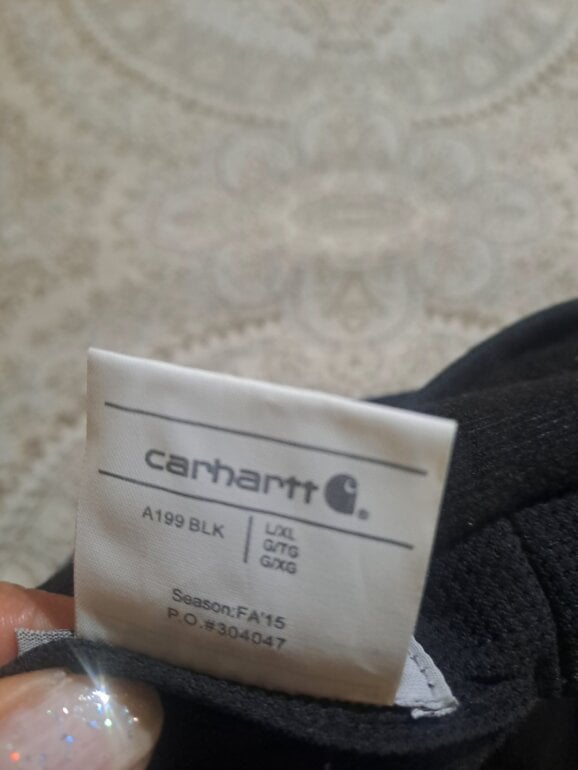 carhartt
A199 BLK
L/XL
G/TG
G/XG
Season:FA'15
P.O.#304047